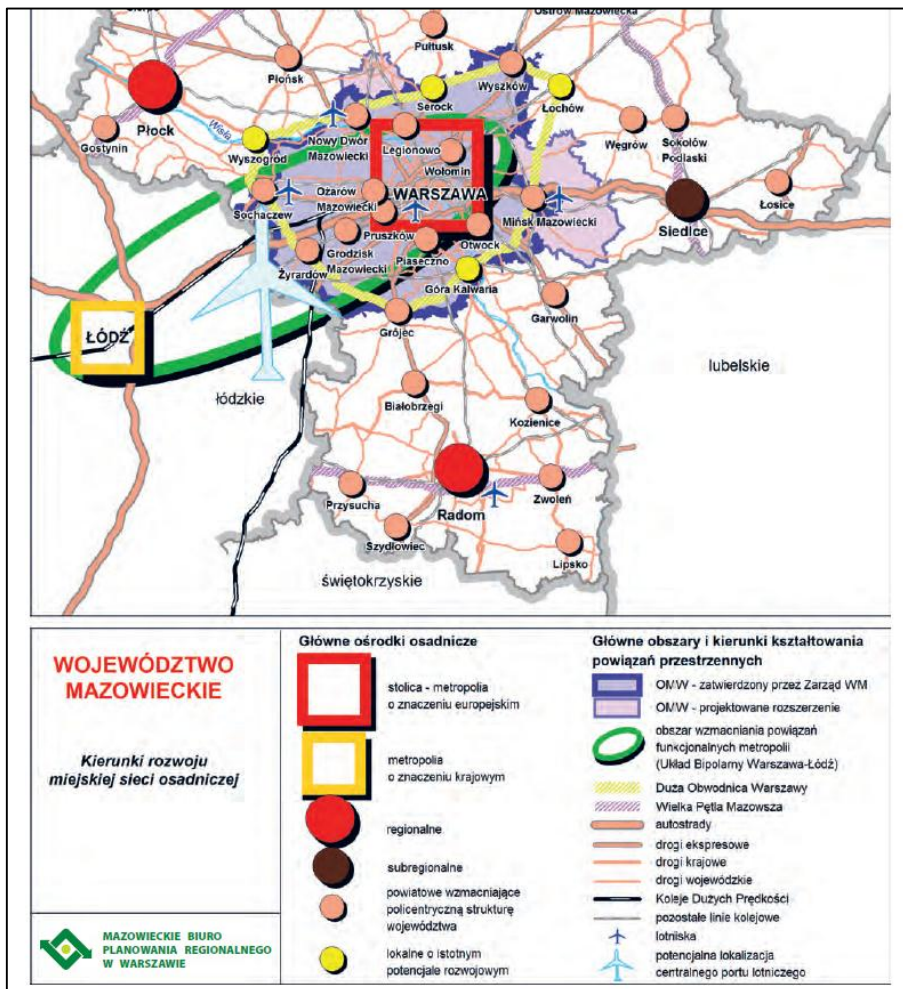 Ostrów Mazowiecka
Pułtusk
Płońsk
Wyszków
Serock
Łochów
Płock
Wisła
Nowy Dwór
Mazowiecki
Legionowo
Węgrów
Sokołów
Podlaski
Gostynin
Wyszogród
Wołomin
Ożarów
Mazowiecki
WARSZAWA
Łosice
Sochaczew
Mińsk Mazowiecki
Siedlce
Pruszków
Otwock
Grodzisk
Mazowiecki
Piaseczno
Żyrardów
Góra Kalwaria
Garwolin
Grójec
ŁÓDŹ
lubelskie
łódzkie
Białobrzegi
Kozienice
Przysucha
Radom
Zwoleń
Szydłowiec
Lipsko
świętokrzyskie
WOJEWÓDZTWO
MAZOWIECKIE
Kierunki rozwoju
miejskiej sieci osadniczej
MAZOWIECKIE BIURO
PLANOWANIA REGIONALNEGO
W WARSZAWIE
Główne ośrodki osadnicze
stolica - metropolia
o znaczeniu europejskim
metropolia
o znaczeniu krajowym
regionalne
subregionalne
powiatowe wzmacniające
policentryczną strukturę
województwa
lokalne o istotnym
potencjale rozwojowym
Główne obszary i kierunki kształtowania
powiązań przestrzennych
OMW - zatwierdzony przez Zarząd WM
OMW - projektowane rozszerzenie
obszar wzmacniania powiązań
funkcjonalnych metropolii
(Układ Bipolarny Warszawa-Łódź)
Duża Obwodnica Warszawy
Wielka Pętla Mazowsza
autostrady
drogi ekspresowe
drogi krajowe
drogi wojewódzkie
Koleje Dużych Prędkości
pozostałe linie kolejowe
lotniska
potencjalna lokalizacja
centralnego portu lotniczego